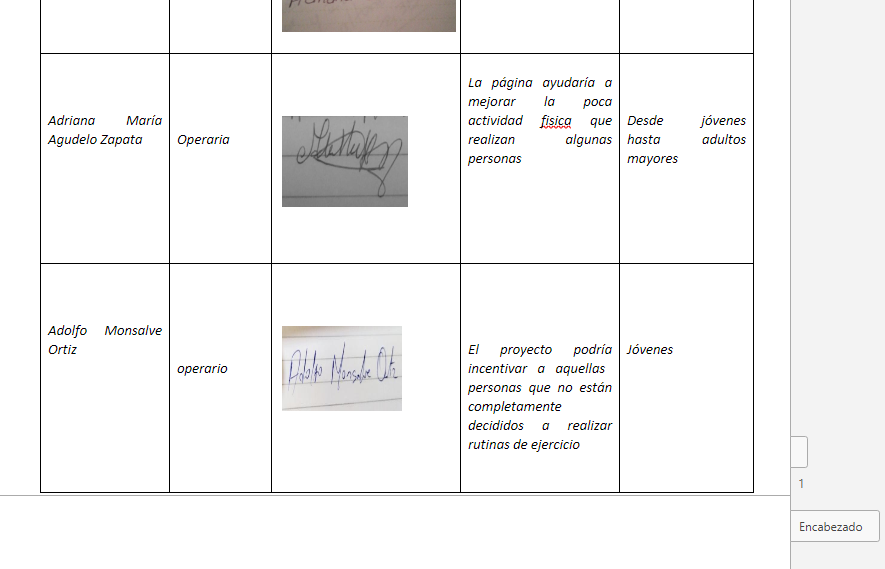 Adriana María
Agudelo Zapata
Operaria
La página ayudaría a
mejorar la poca
actividad fisica que
realizan algunas
personas
Desde jóvenes
hasta adultos
mayores
Adolfo Monsalve
Ortiz
operario
Adolfo Monsalve Ortiz
El proyecto podría
incentivar a aquellas
personas que no están
completamente
decididos a realizar
rutinas de ejercicio
Jóvenes
1
Encabezado